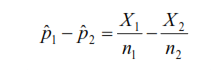 p̂₁ − p̂₂ = X₁/n₁ − X₂/n₂